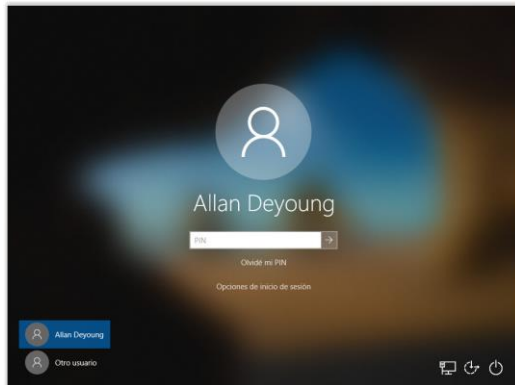 Allan Deyoung
PIN
Olvidé mi PIN
Opciones de inicio de sesión
Allan Deyoung
Otro usuario